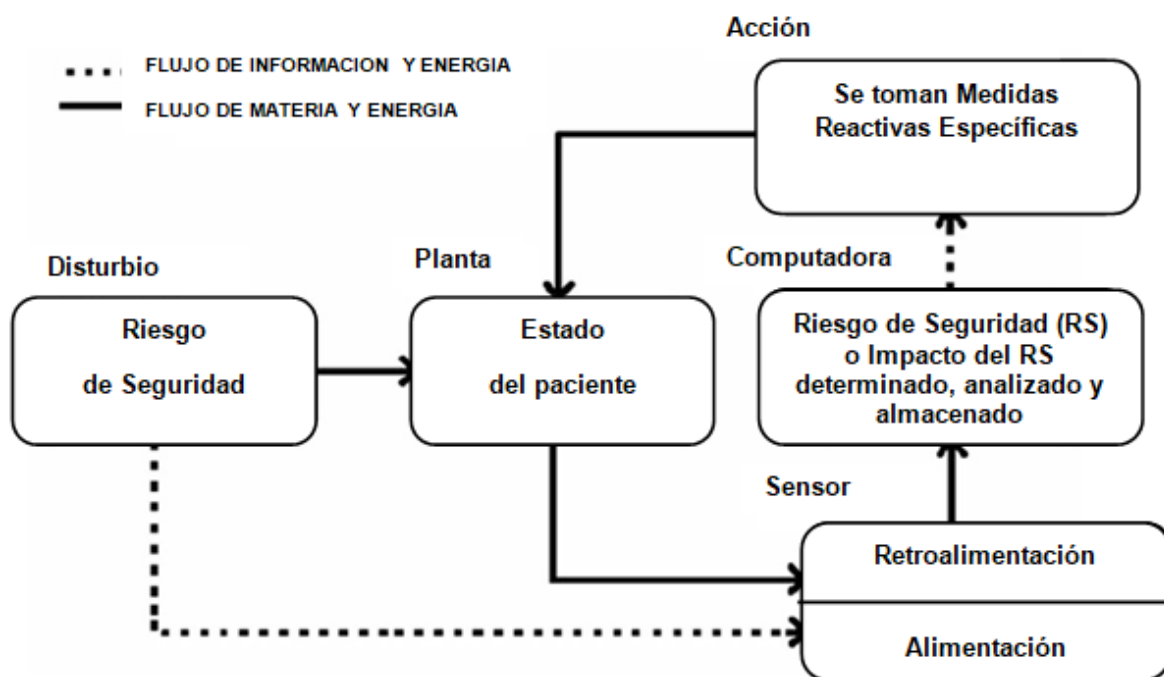 Acción
FLUJO DE INFORMACION Y ENERGIA
FLUJO DE MATERIA Y ENERGIA
Se toman Medidas
Reactivas Específicas
Disturbio
Planta
Computadora
Riesgo
de Seguridad
Estado
del paciente
Riesgo de Seguridad (RS)
o Impacto del RS
determinado, analizado y
almacenado
Sensor
Retroalimentación
Alimentación